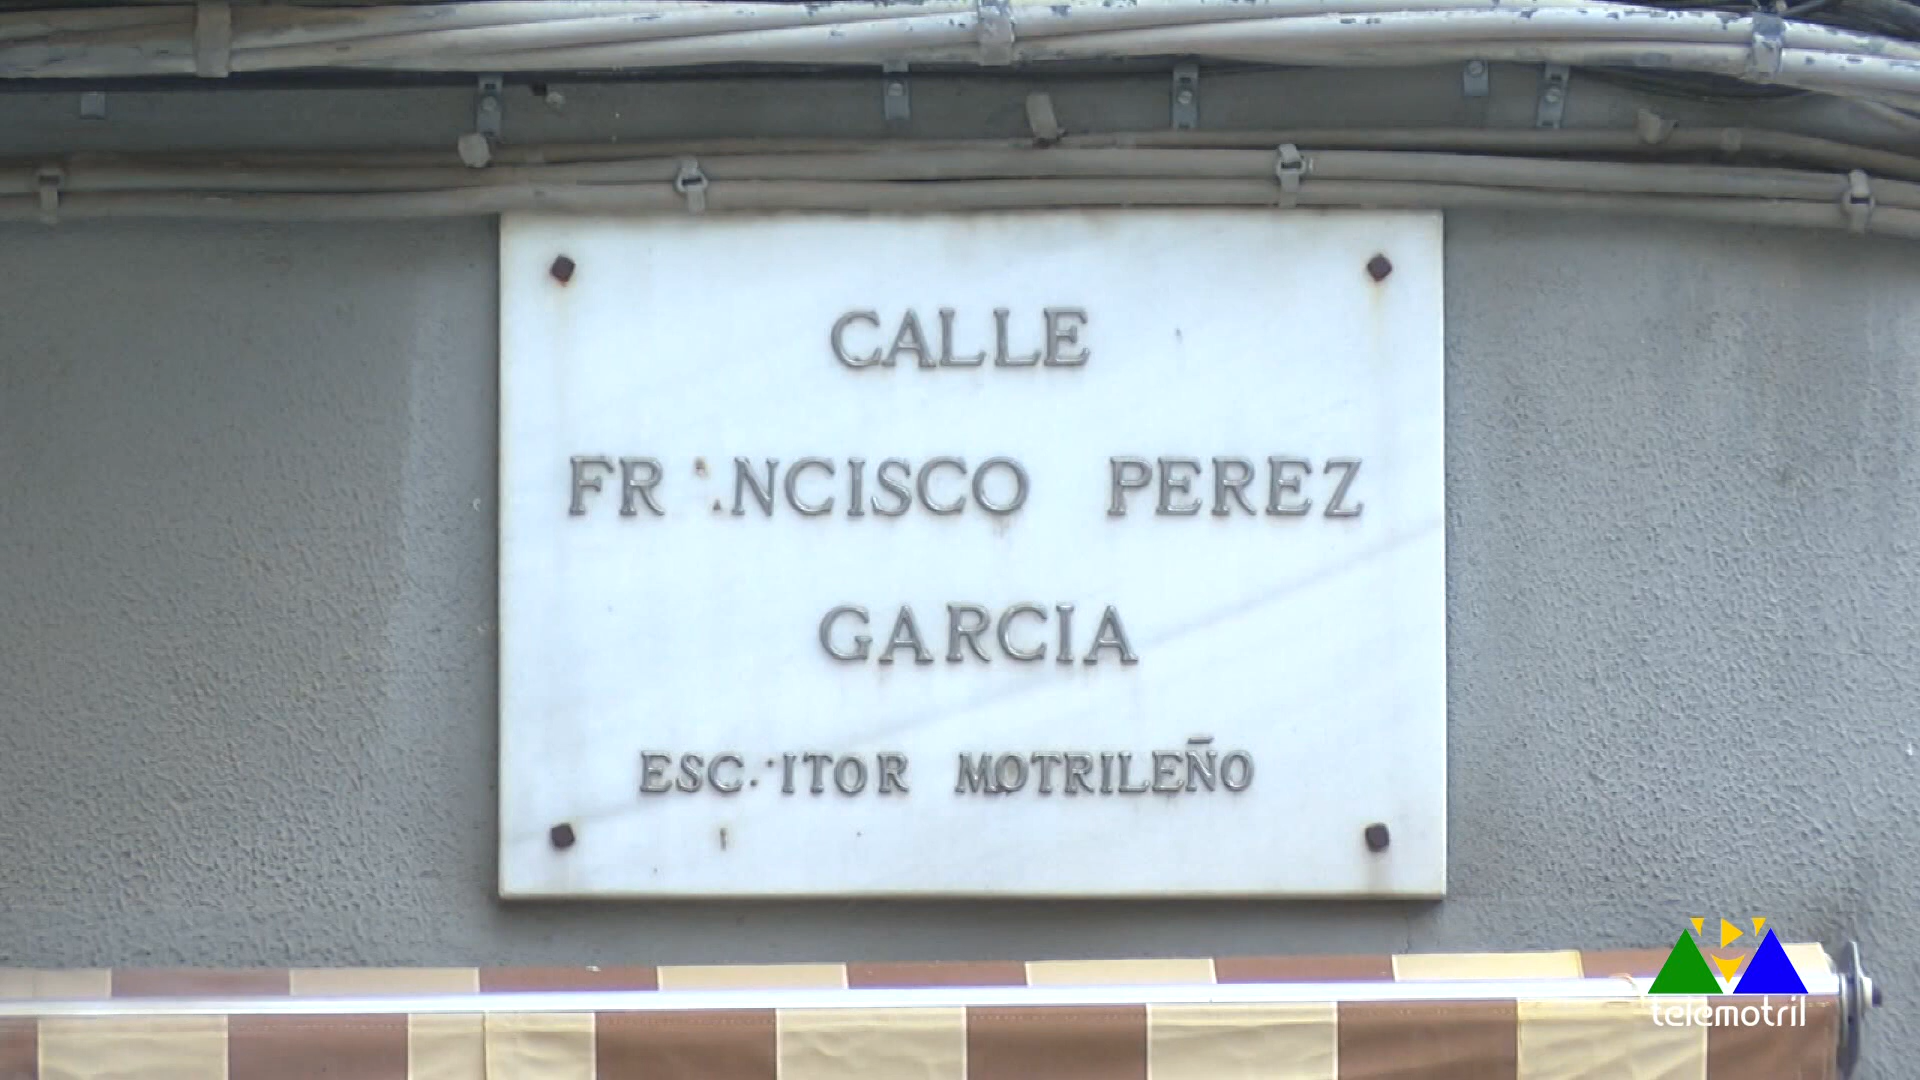 CALLE
FR NCISCO PEREZ
GARCIA
ESC ITOR MOTRILEÑO
telemotril